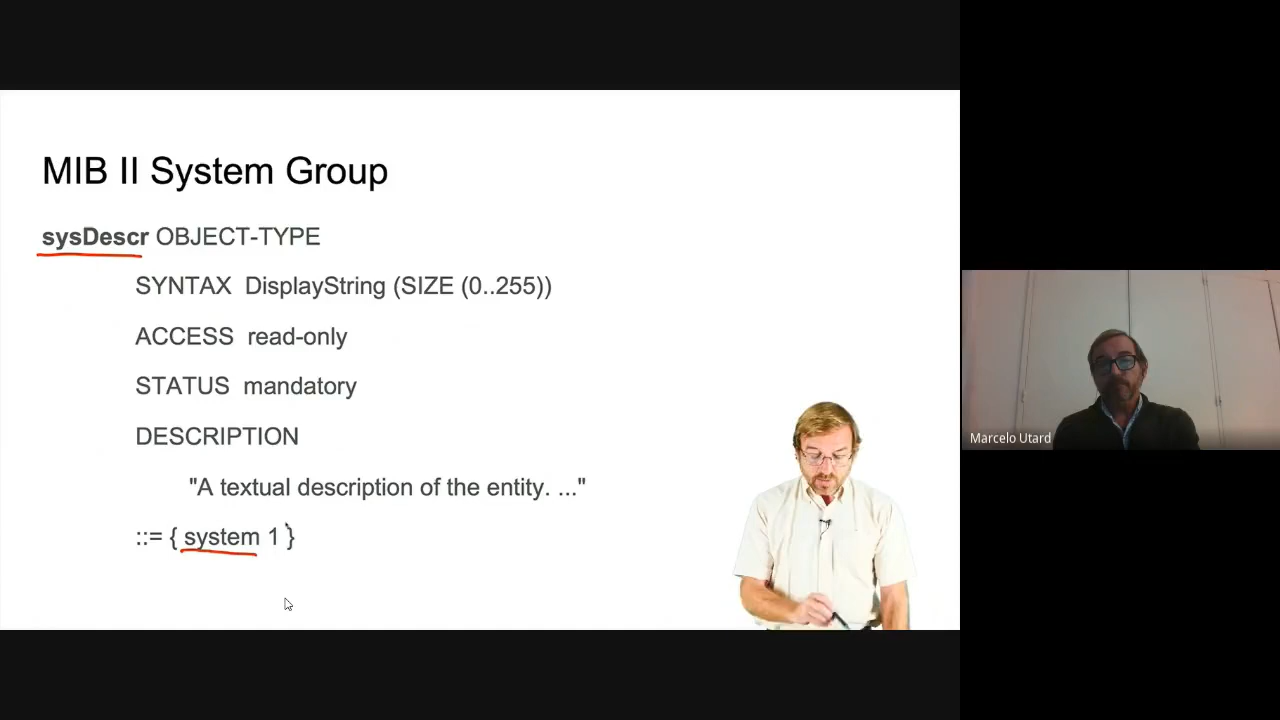 MIB II System Group
sysDescr OBJECT-TYPE
SYNTAX DisplayString (SIZE (0..255))
ACCESS read-only
STATUS mandatory
DESCRIPTION
"A textual description of the entity. ..."
::= { system 1 }
Marcelo Utard